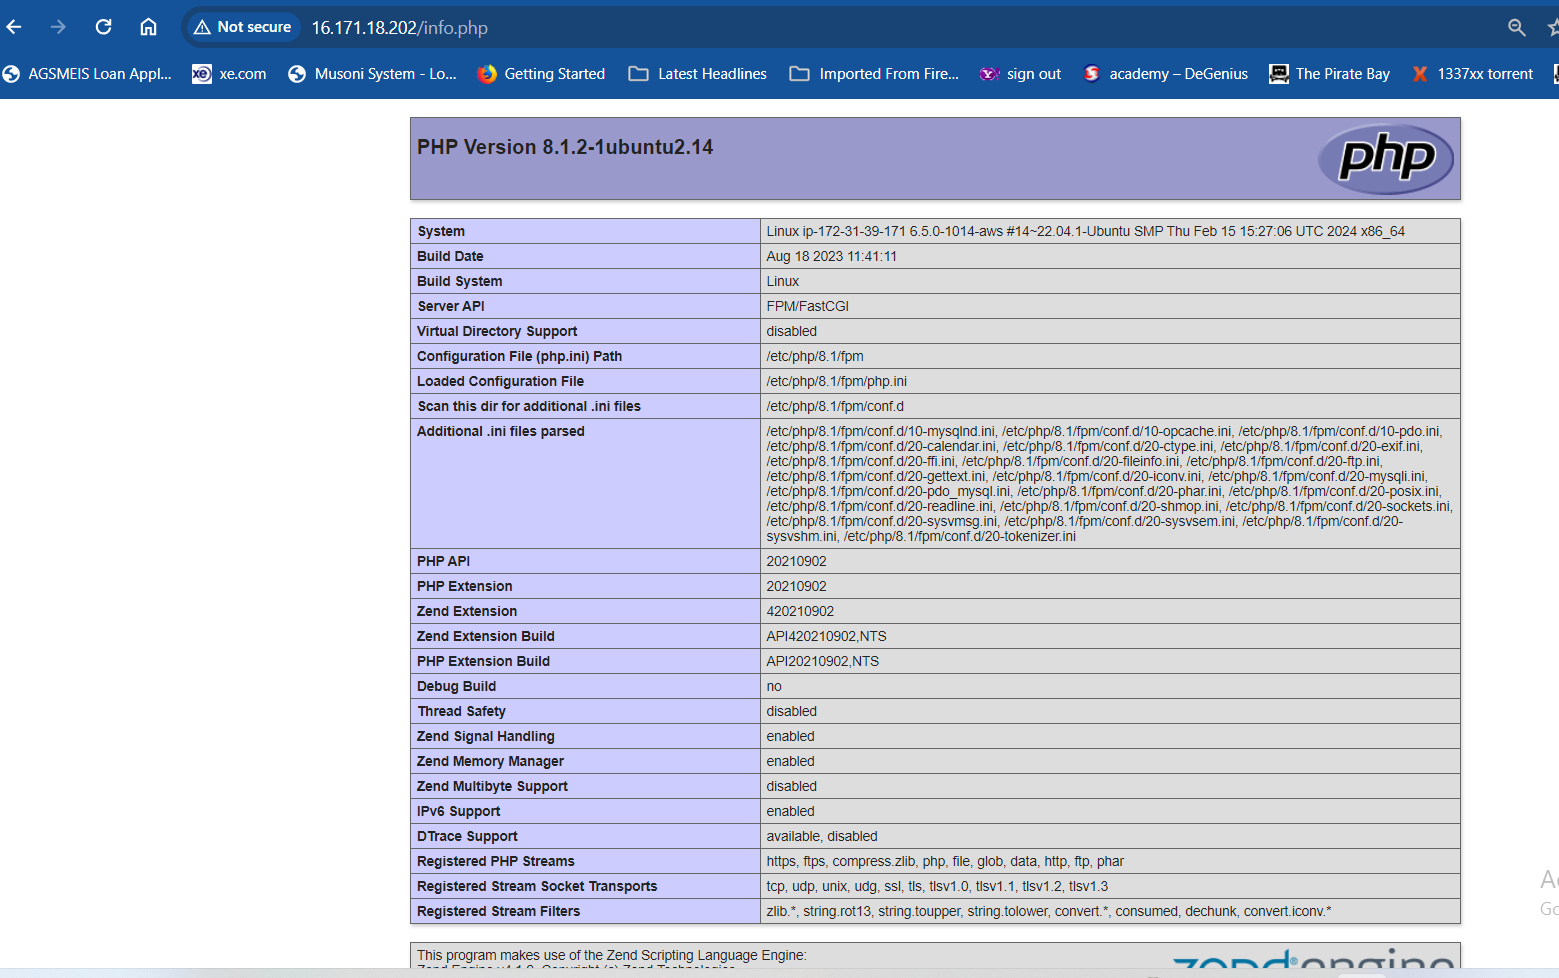 Not secure 16.171.18.202/info.php
AGSMEIS Loan Appl... xe xe.com Musoni System - Lo... Getting Started Latest Headlines Imported From Fire... sign out academy – DeGenius The Pirate Bay 1337xx torrent
PHP Version 8.1.2-1ubuntu2.14
php
System Linux ip-172-31-39-171 6.5.0-1014-aws #14~22.04.1-Ubuntu SMP Thu Feb 15 15:27:06 UTC 2024 x86_64
Build Date Aug 18 2023 11:41:11
Build System Linux
Server API FPM/FastCGI
Virtual Directory Support disabled
Configuration File (php.ini) Path /etc/php/8.1/fpm
Loaded Configuration File /etc/php/8.1/fpm/php.ini
Scan this dir for additional .ini files /etc/php/8.1/fpm/conf.d
Additional .ini files parsed /etc/php/8.1/fpm/conf.d/10-mysqlnd.ini, /etc/php/8.1/fpm/conf.d/10-opcache.ini, /etc/php/8.1/fpm/conf.d/10-pdo.ini,
/etc/php/8.1/fpm/conf.d/20-calendar.ini, /etc/php/8.1/fpm/conf.d/20-ctype.ini, /etc/php/8.1/fpm/conf.d/20-exif.ini,
/etc/php/8.1/fpm/conf.d/20-ffi.ini, /etc/php/8.1/fpm/conf.d/20-fileinfo.ini, /etc/php/8.1/fpm/conf.d/20-ftp.ini,
/etc/php/8.1/fpm/conf.d/20-gettext.ini, /etc/php/8.1/fpm/conf.d/20-iconv.ini, /etc/php/8.1/fpm/conf.d/20-mysqli.ini,
/etc/php/8.1/fpm/conf.d/20-pdo_mysql.ini, /etc/php/8.1/fpm/conf.d/20-phar.ini, /etc/php/8.1/fpm/conf.d/20-posix.ini,
/etc/php/8.1/fpm/conf.d/20-readline.ini, /etc/php/8.1/fpm/conf.d/20-shmop.ini, /etc/php/8.1/fpm/conf.d/20-sockets.ini,
/etc/php/8.1/fpm/conf.d/20-sysvmsg.ini, /etc/php/8.1/fpm/conf.d/20-sysvsem.ini, /etc/php/8.1/fpm/conf.d/20-
sysvshm.ini, /etc/php/8.1/fpm/conf.d/20-tokenizer.ini
PHP API 20210902
PHP Extension 20210902
Zend Extension 420210902
Zend Extension Build API420210902,NTS
PHP Extension Build API20210902,NTS
Debug Build no
Thread Safety disabled
Zend Signal Handling enabled
Zend Memory Manager enabled
Zend Multibyte Support disabled
IPv6 Support enabled
DTrace Support available, disabled
Registered PHP Streams https, ftps, compress.zlib, php, file, glob, data, http, ftp, phar
Registered Stream Socket Transports tcp, udp, unix, udg, ssl, tls, tlsv1.0, tlsv1.1, tlsv1.2, tlsv1.3
Registered Stream Filters zlib.*, string.rot13, string.toupper, string.tolower, convert.*, consumed, dechunk, convert.iconv.*
This program makes use of the Zend Scripting Language Engine:
zend engine